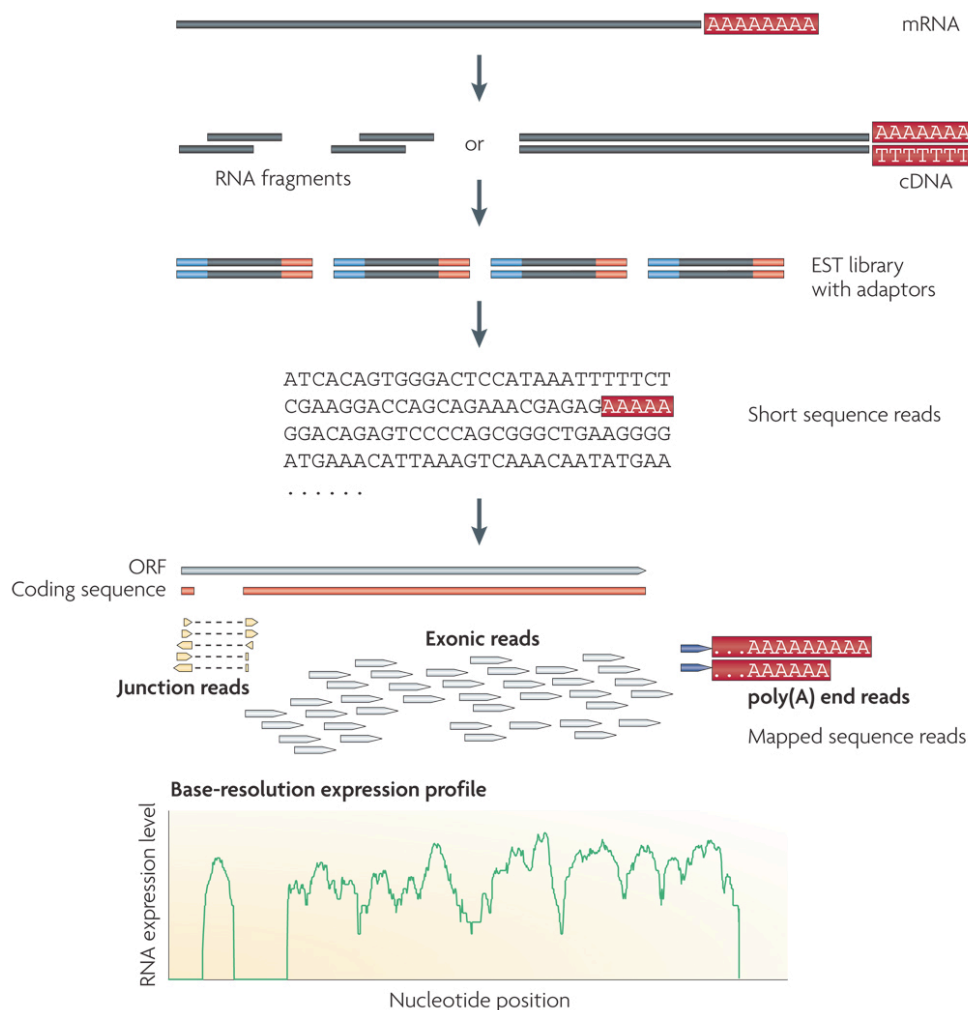 AAAAAAAA
mRNA
AAAAAAA
TTTTTTT
or
RNA fragments
cDNA
EST library
with adaptors
ATCACAGTGGGACTCCATAAATTTTTCT
CGAAGGACCAGCAGAAACGAGAGAAAAA
GGACAGAGTCCCCAGCGGGCTGAAGGGG
ATGAAACATTAAAGTCAAACAATATGAA
. . . . . .
Short sequence reads
ORF
Coding sequence
Junction reads
Exonic reads
...AAAAAAAAA
...AAAAAA
poly(A) end reads
Mapped sequence reads
Base-resolution expression profile
RNA expression level
Nucleotide position